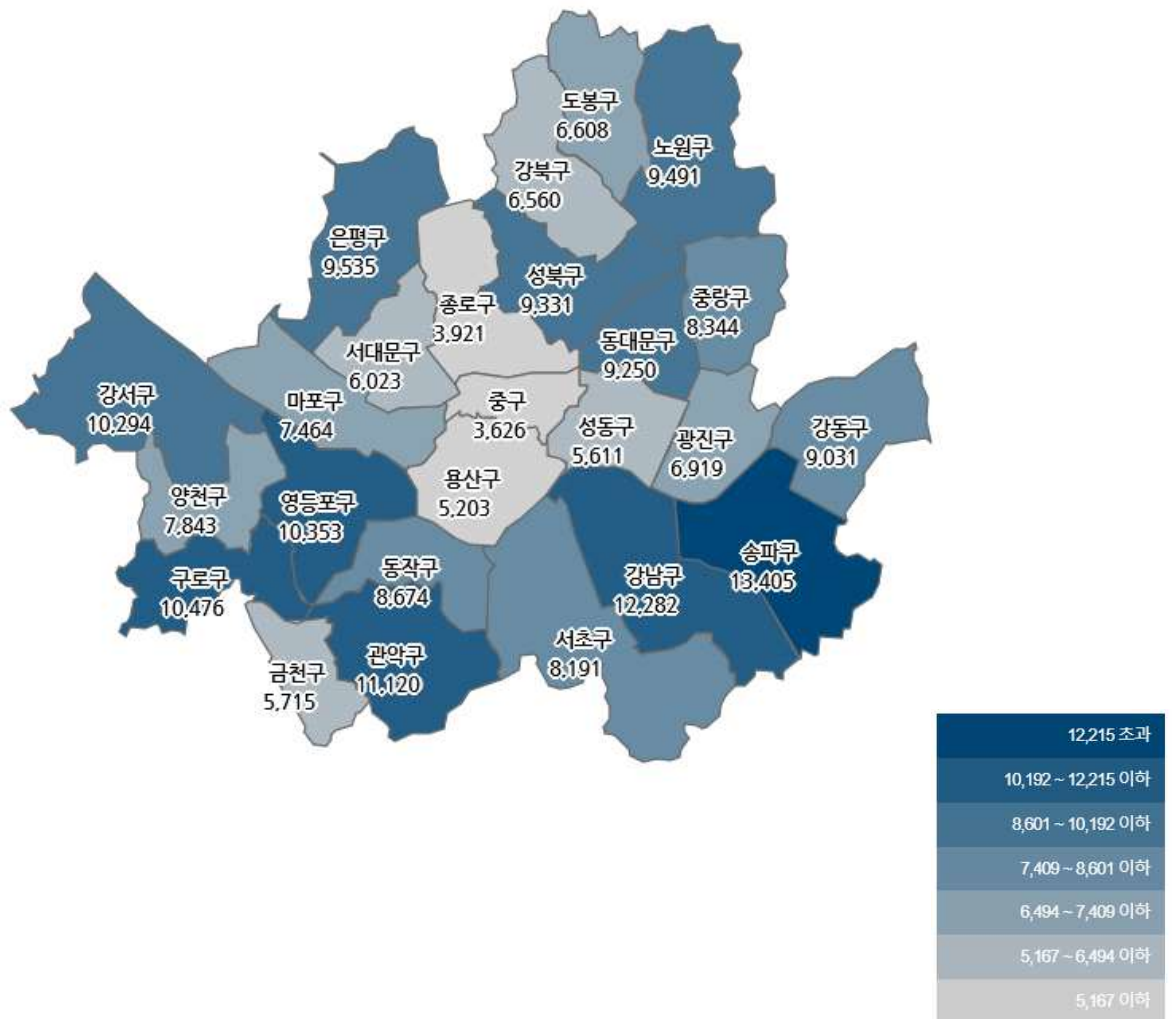 도봉구
6,608
노원구
9,491
강북구
6,560
은평구
9,535
성북구
9,331
중랑구
8,344
종로구
3,921
동대문구
9,250
서대문구
6,023
강서구
10,294
마포구
7,464
중구
3,626
성동구
5,611
광진구
6,919
강동구
9,031
양천구
7,843
영등포구
10,353
용산구
5,203
송파구
13,405
구로구
10,476
동작구
8,674
강남구
12,282
서초구
8,191
금천구
5,715
관악구
11,120
12,215 초과
10,192 ~ 12,215 이하
8,601 ~ 10,192 이하
7,409 ~ 8,601 이하
6,494 ~ 7,409 이하
5,167 ~ 6,494 이하
5,167 이하